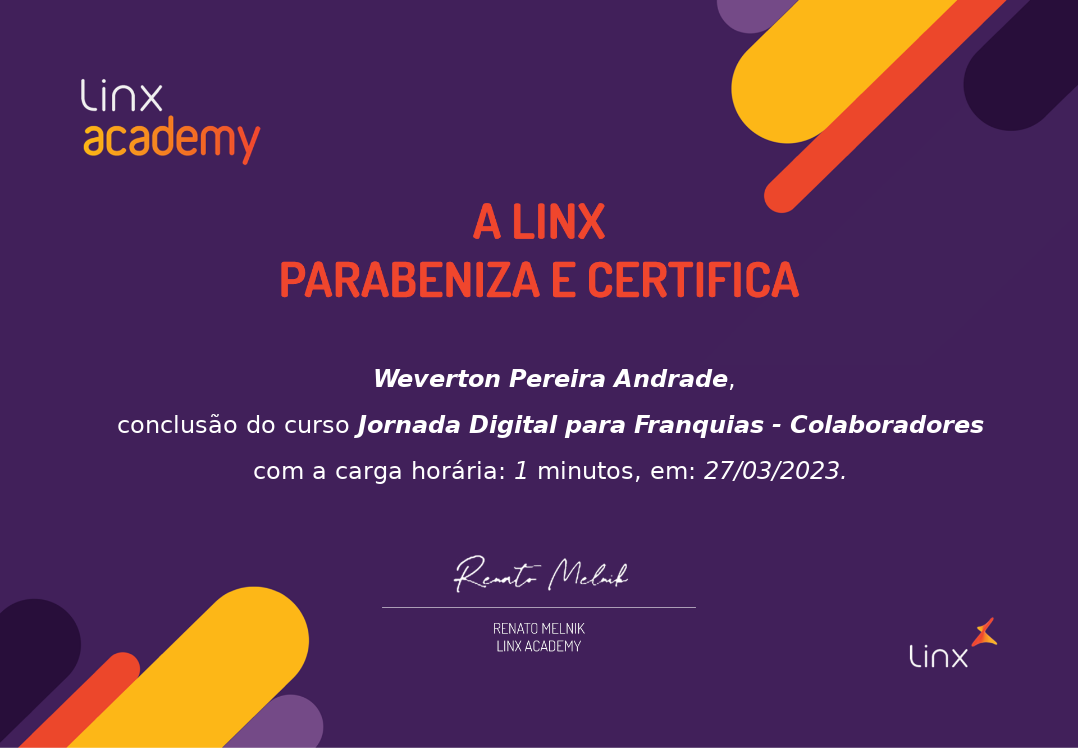 linx
academy
A LINX
PARABENIZA E CERTIFICA
Weverton Pereira Andrade,
conclusão do curso Jornada Digital para Franquias - Colaboradores
com a carga horária: 1 minutos, em: 27/03/2023.
Renato Melnik
RENATO MELNIK
LINX ACADEMY
linx